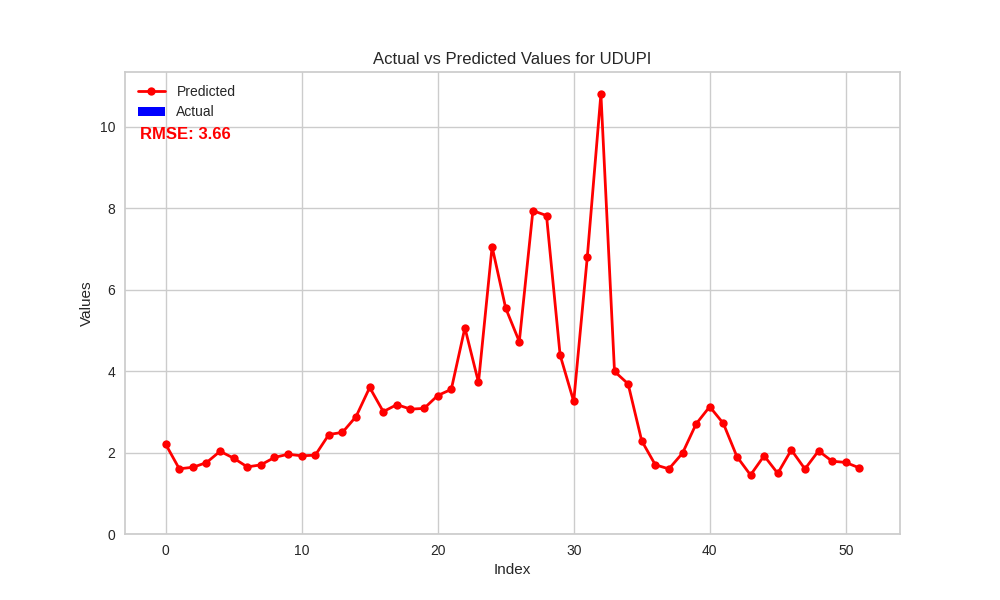 Actual vs Predicted Values for UDUPI
Predicted
Actual
RMSE: 3.66
Values
10
8
6
4
2
0
0 10 20 30 40 50
Index